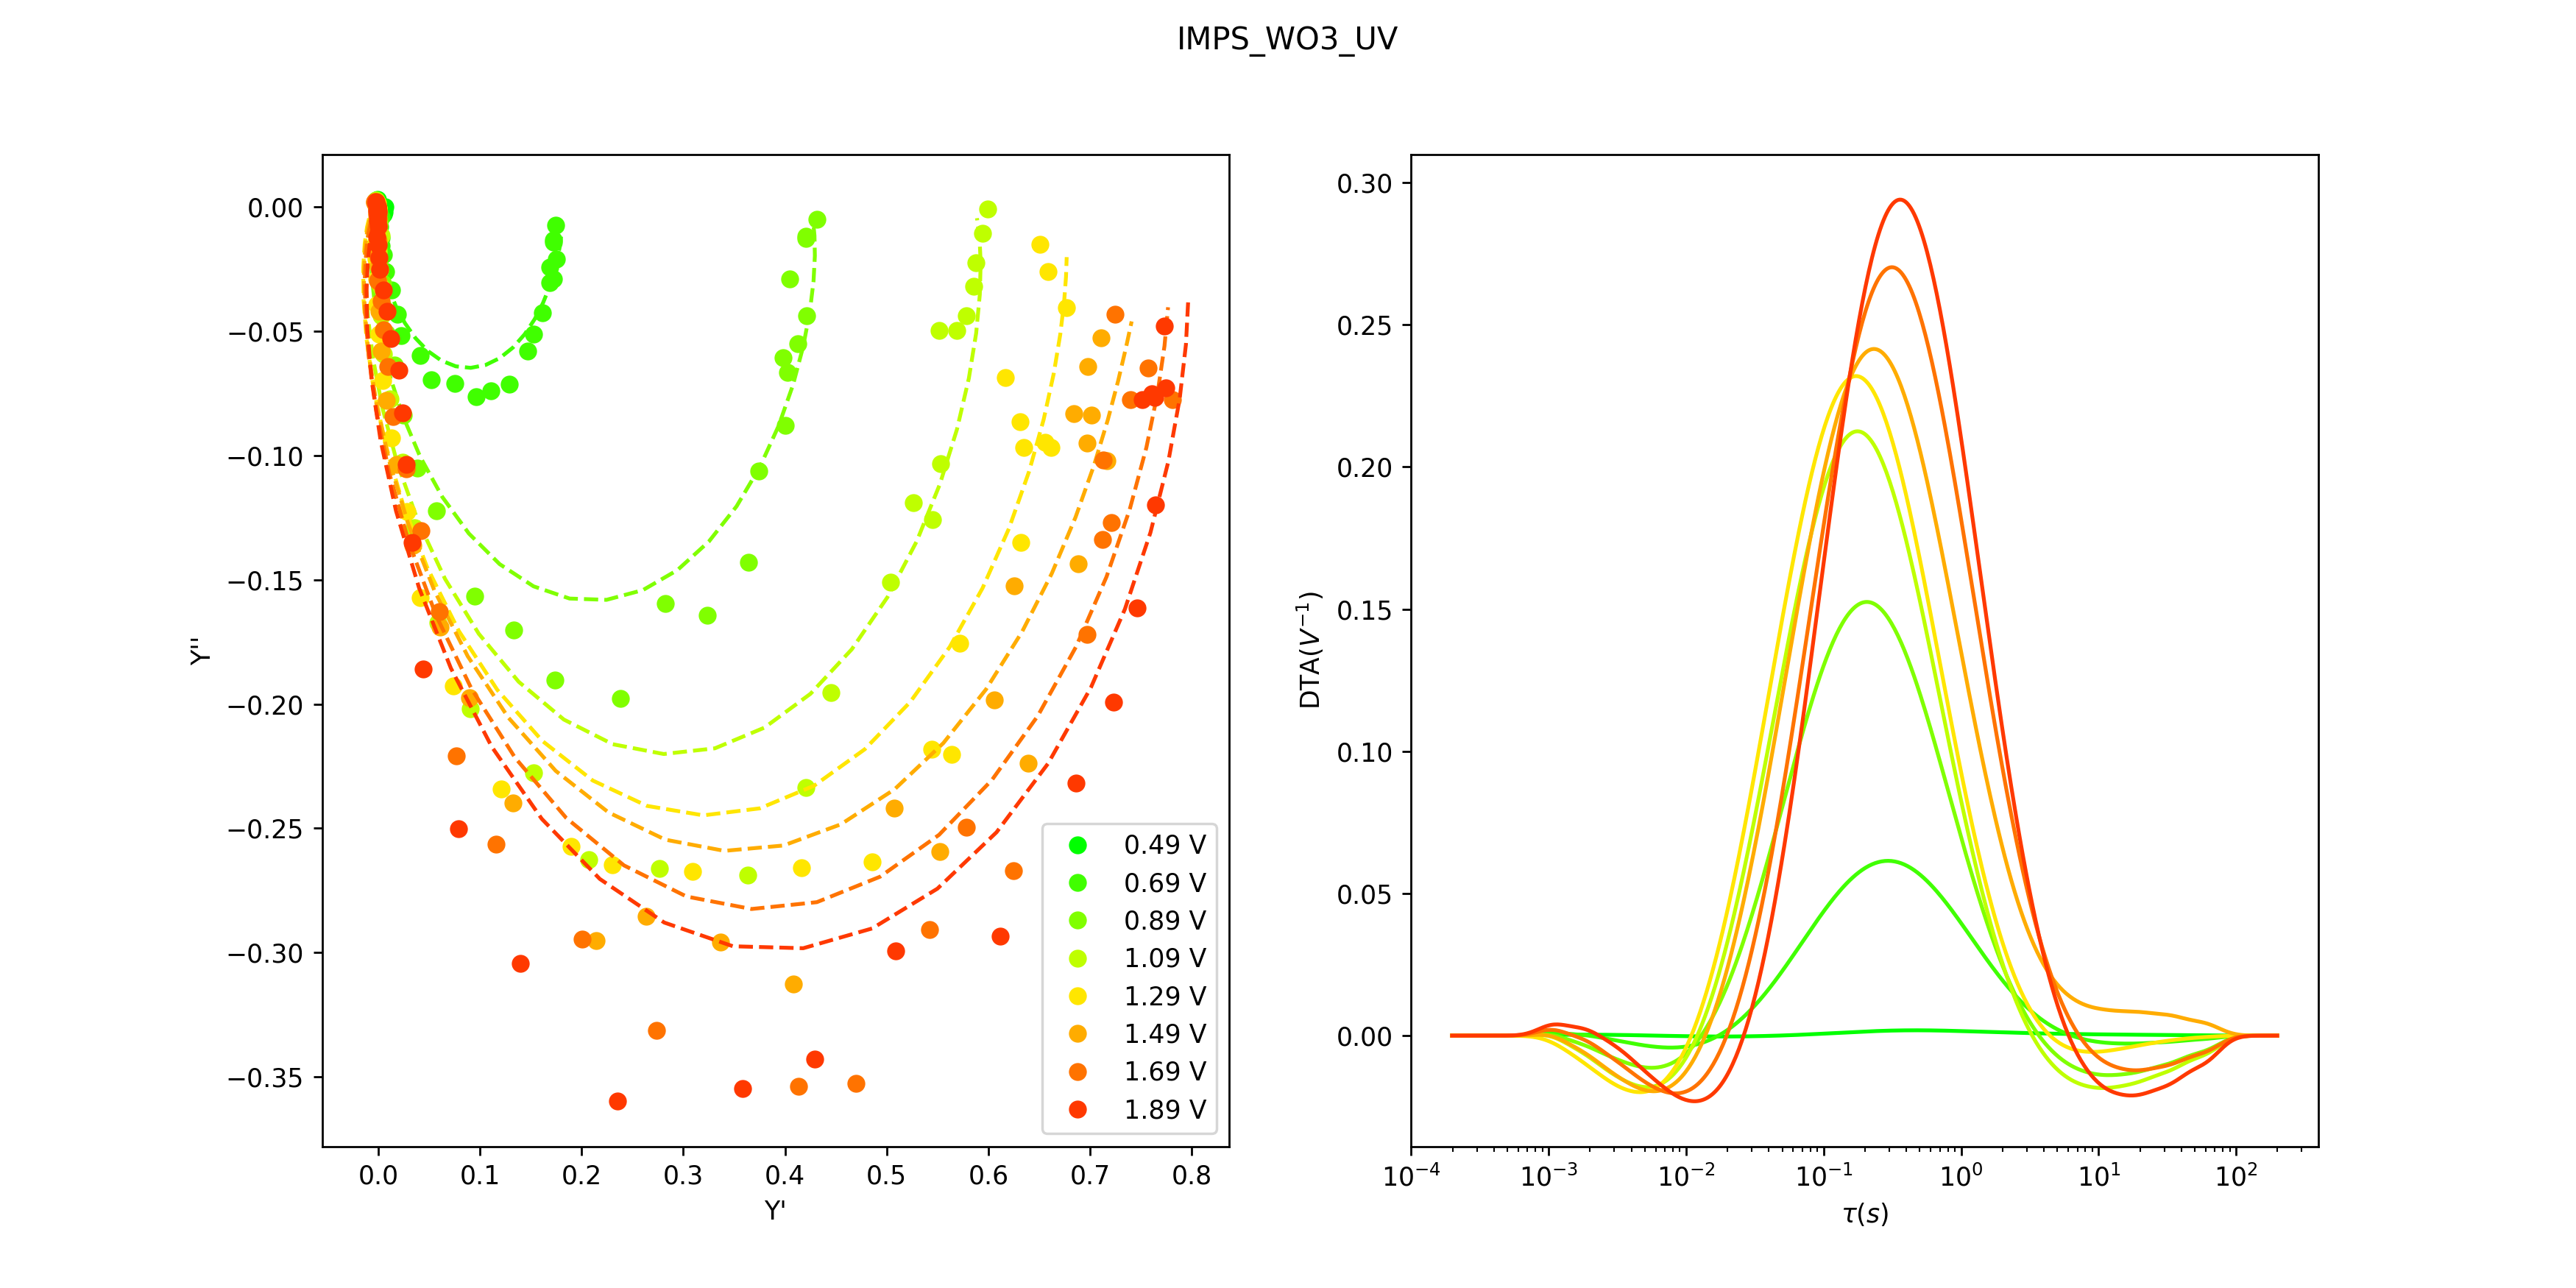 IMPS_WO3_UV
Y''
0.00
−0.05
−0.10
−0.15
−0.20
−0.25
−0.30
−0.35
0.0 0.1 0.2 0.3 0.4 0.5 0.6 0.7 0.8
Y'
0.49 V
0.69 V
0.89 V
1.09 V
1.29 V
1.49 V
1.69 V
1.89 V
DTA(V⁻¹)
0.30
0.25
0.20
0.15
0.10
0.05
0.00
10⁻⁴ 10⁻³ 10⁻² 10⁻¹ 10⁰ 10¹ 10²
τ(s)